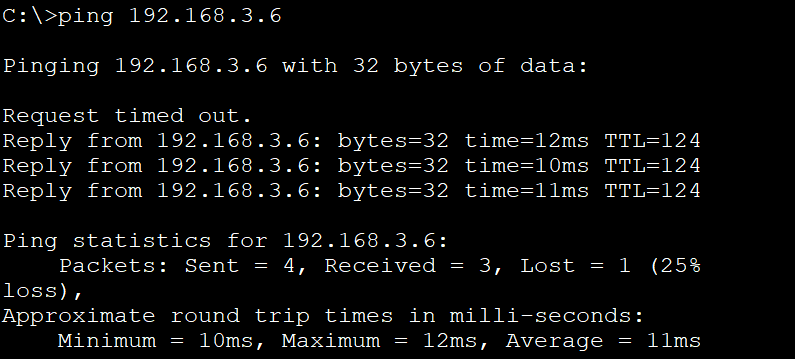 C:\>ping 192.168.3.6
Pinging 192.168.3.6 with 32 bytes of data:
Request timed out.
Reply from 192.168.3.6: bytes=32 time=12ms TTL=124
Reply from 192.168.3.6: bytes=32 time=10ms TTL=124
Reply from 192.168.3.6: bytes=32 time=11ms TTL=124
Ping statistics for 192.168.3.6:
    Packets: Sent = 4, Received = 3, Lost = 1 (25%
loss),
Approximate round trip times in milli-seconds:
    Minimum = 10ms, Maximum = 12ms, Average = 11ms